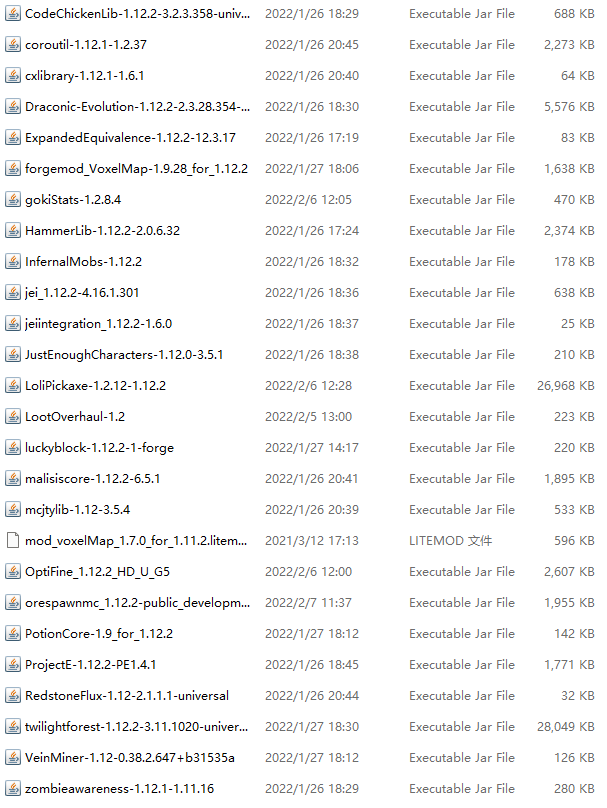 CodeChickenLib-1.12.2-3.2.3.358-univ... 2022/1/26 18:29 Executable Jar File 688 KB
coroutil-1.12.1-1.2.37 2022/1/26 20:45 Executable Jar File 2,273 KB
cxlibrary-1.12.1-1.6.1 2022/1/26 20:40 Executable Jar File 64 KB
Draconic-Evolution-1.12.2-2.3.28.354-... 2022/1/26 18:30 Executable Jar File 5,576 KB
ExpandedEquivalence-1.12.2-12.3.17 2022/1/26 17:19 Executable Jar File 83 KB
forgemod_VoxelMap-1.9.28_for_1.12.2 2022/1/27 18:06 Executable Jar File 1,638 KB
gokiStats-1.2.8.4 2022/2/6 12:05 Executable Jar File 470 KB
HammerLib-1.12.2-2.0.6.32 2022/1/26 17:24 Executable Jar File 2,374 KB
InfernalMobs-1.12.2 2022/1/26 18:32 Executable Jar File 178 KB
jei_1.12.2-4.16.1.301 2022/1/26 18:36 Executable Jar File 638 KB
jeiintegration_1.12.2-1.6.0 2022/1/26 18:37 Executable Jar File 25 KB
JustEnoughCharacters-1.12.0-3.5.1 2022/1/26 18:38 Executable Jar File 210 KB
LoliPickaxe-1.2.12-1.12.2 2022/2/6 12:28 Executable Jar File 26,968 KB
LootOverhaul-1.2 2022/2/5 13:00 Executable Jar File 223 KB
luckyblock-1.12.2-1-forge 2022/1/27 14:17 Executable Jar File 220 KB
malisiscore-1.12.2-6.5.1 2022/1/26 20:41 Executable Jar File 1,895 KB
mcjtylib-1.12-3.5.4 2022/1/26 20:39 Executable Jar File 533 KB
mod_voxelMap_1.7.0_for_1.11.2.litem... 2021/3/12 17:13 LITEMOD 文件 596 KB
OptiFine_1.12.2_HD_U_G5 2022/2/6 12:00 Executable Jar File 2,607 KB
orespawnmc_1.12.2-public_developm... 2022/2/7 11:37 Executable Jar File 1,955 KB
PotionCore-1.9_for_1.12.2 2022/1/27 18:12 Executable Jar File 142 KB
ProjectE-1.12.2-PE1.4.1 2022/1/26 18:45 Executable Jar File 1,771 KB
RedstoneFlux-1.12-2.1.1.1-universal 2022/1/26 20:44 Executable Jar File 32 KB
twilightforest-1.12.2-3.11.1020-univer... 2022/1/27 18:30 Executable Jar File 28,049 KB
VeinMiner-1.12-0.38.2.647+b31535a 2022/1/27 18:12 Executable Jar File 126 KB
zombieawareness-1.12.1-1.11.16 2022/1/26 18:29 Executable Jar File 280 KB